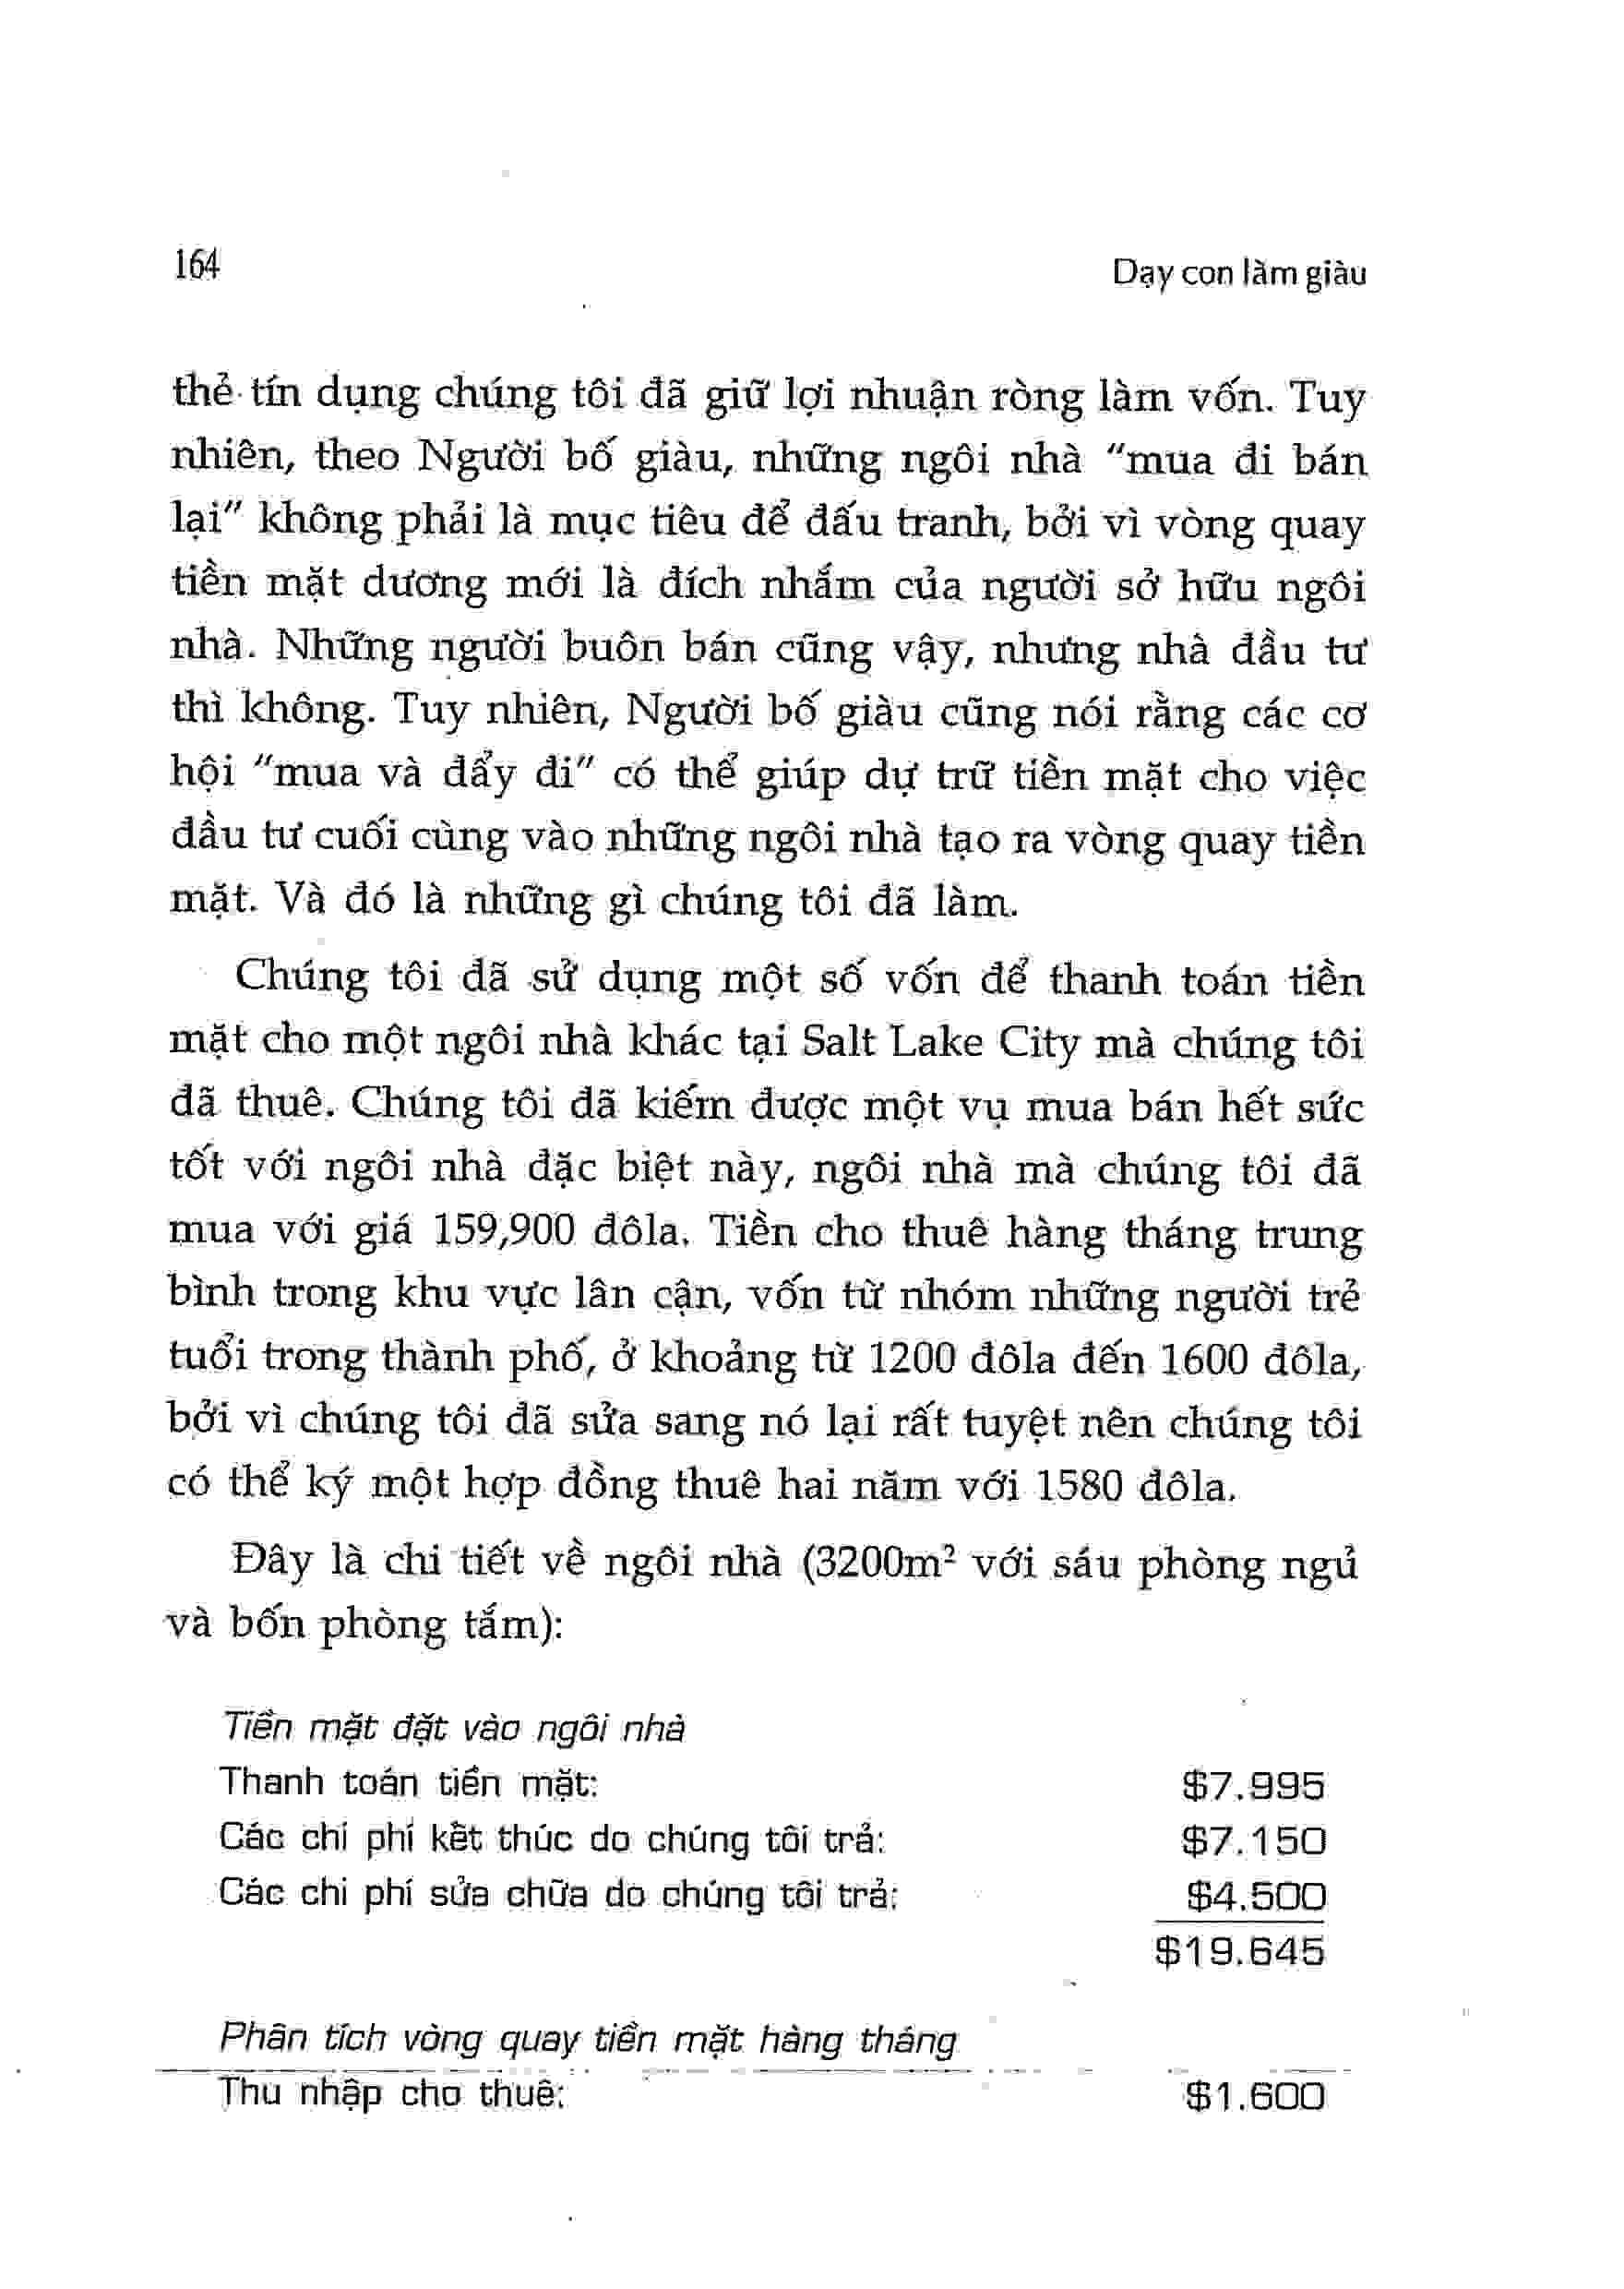 164
Dạy con làm giàu
thẻ tín dụng chúng tôi đã giữ lợi nhuận ròng làm vốn. Tuy
nhiên, theo Người bố giàu, những ngôi nhà “mua đi bán
lại” không phải là mục tiêu để đấu tranh, bởi vì vòng quay
tiền mặt dương mới là đích nhắm của người sở hữu ngôi
nhà. Những người buôn bán cũng vậy, nhưng nhà đầu tư
thì không. Tuy nhiên, Người bố giàu cũng nói rằng các cơ
hội “mua và đẩy đi” có thể giúp dự trữ tiền mặt cho việc
đầu tư cuối cùng vào những ngôi nhà tạo ra vòng quay tiền
mặt. Và đó là những gì chúng tôi đã làm.
Chúng tôi đã sử dụng một số vốn để thanh toán tiền
mặt cho một ngôi nhà khác tại Salt Lake City mà chúng tôi
đã thuê. Chúng tôi đã kiếm được một vụ mua bán hết sức
tốt với ngôi nhà đặc biệt này, ngôi nhà mà chúng tôi đã
mua với giá 159,900 đôla. Tiền cho thuê hàng tháng trung
bình trong khu vực lân cận, vốn từ nhóm những người trẻ
tuổi trong thành phố, ở khoảng từ 1200 đôla đến 1600 đôla,
bởi vì chúng tôi đã sửa sang nó lại rất tuyệt nên chúng tôi
có thể ký một hợp đồng thuê hai năm với 1580 đôla.
Đây là chi tiết về ngôi nhà (3200m² với sáu phòng ngủ
và bốn phòng tắm):
Tiền mặt đặt vào ngôi nhà
Thanh toán tiền mặt: $7.995
Các chi phí kết thúc do chúng tôi trả: $7.150
Các chi phí sửa chữa do chúng tôi trả: $4.500
$19.645
Phân tích vòng quay tiền mặt hàng tháng
Thu nhập cho thuê: $1.600